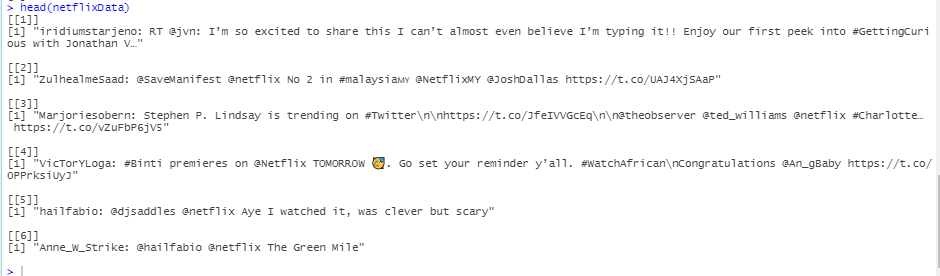 > head(netflixData)
[[1]]
[1] "iridiumstarjeno: RT @jvn: I’m so excited to share this I can’t almost even believe I’m typing it!! Enjoy our first peek into #GettingCuri
ous with Jonathan V…"
[[2]]
[1] "ZulhealmeSaad: @SaveManifest @netflix No 2 in #malaysia🇲🇾 @NetflixMY @JoshDallas https://t.co/UAJ4XjSAaP"
[[3]]
[1] "Marjoriesobern: Stephen P. Lindsay is trending on #Twitter\n\nhttps://t.co/JfeIVVGcEq\n\n@theobserver @ted_williams @netflix #Charlotte…
https://t.co/vZuFbP6jV5"
[[4]]
[1] "VicTorYLoga: #Binti premieres on @Netflix TOMORROW 🥳. Go set your reminder y’all. #WatchAfrican\nCongratulations @An_gBaby https://t.co/
OPPrksiUyJ"
[[5]]
[1] "hailfabio: @djsaddles @netflix Aye I watched it, was clever but scary"
[[6]]
[1] "Anne_W_Strike: @hailfabio @netflix The Green Mile"
>